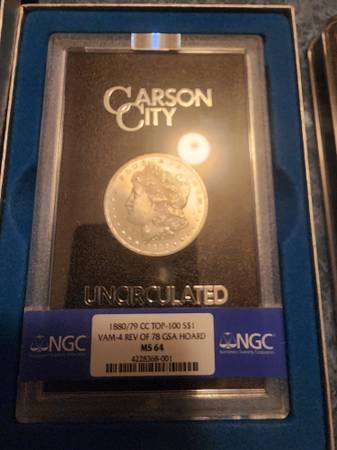 CARSON
CITY
UNCIRCULATED
NGC
1880/79 CC TOP-100 S$1
VAM-4 REV OF 78 GSA HOARD
MS 64
4228368-001
NGC